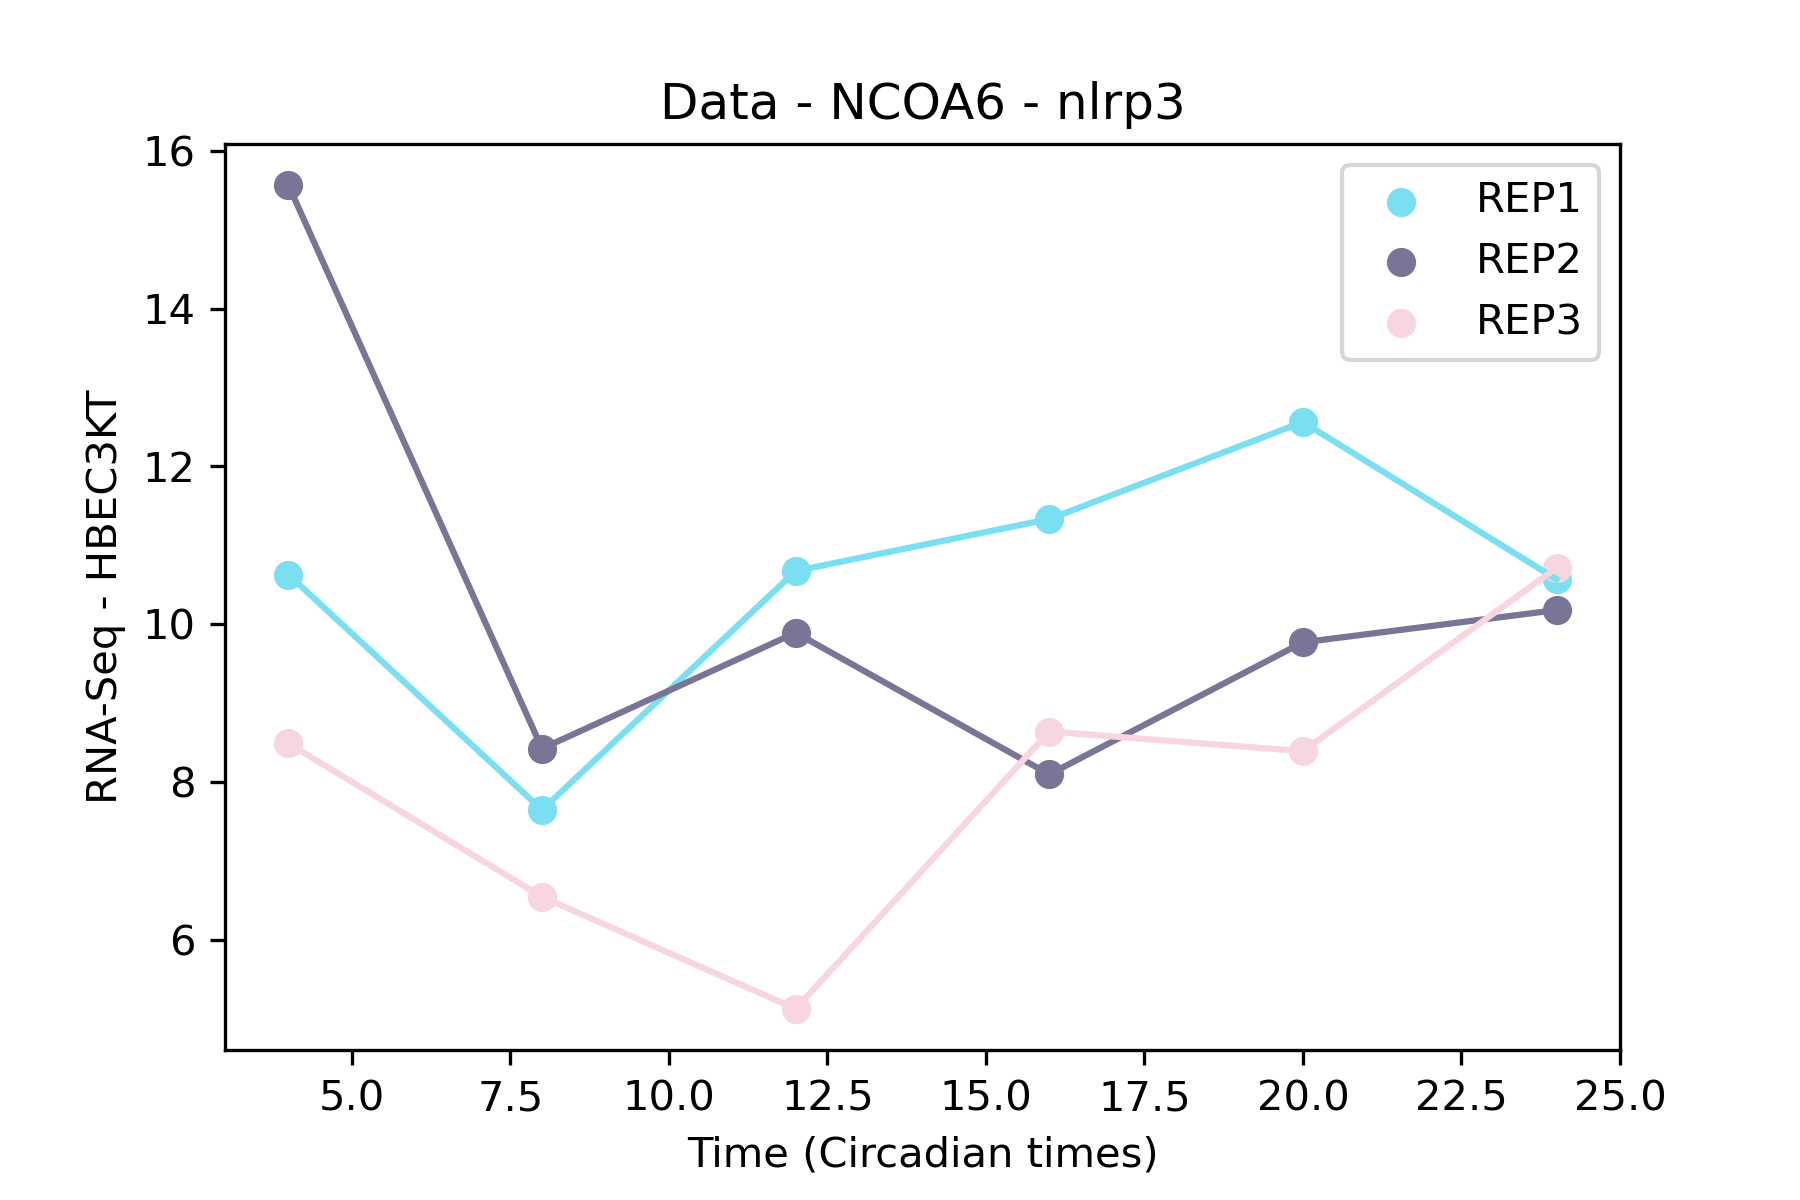 Data - NCOA6 - nlrp3
RNA-Seq - HBEC3KT
16
14
12
10
8
6
REP1
REP2
REP3
5.0 7.5 10.0 12.5 15.0 17.5 20.0 22.5 25.0
Time (Circadian times)